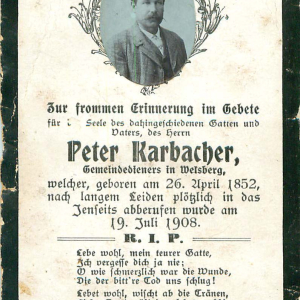 Zur frommen Erinnerung im Gebete
für Seele des dahingeschiedenen Gatten und
Vaters, des Herrn
Peter Karbacher,
Gemeindedieners in Welsberg,
welcher, geboren am 26. April 1852,
nach langem Leiden plötzlich in das
Jenseits abberufen wurde am
19. Juli 1908.
R. I. P.
Lebe wohl, mein teurer Gatte,
Ich vergesse dich ja nie;
O wie schmerzlich war die Wunde,
Die der bitt're Tod uns schlug!
Lebet wohl, wischt ab die Tränen,